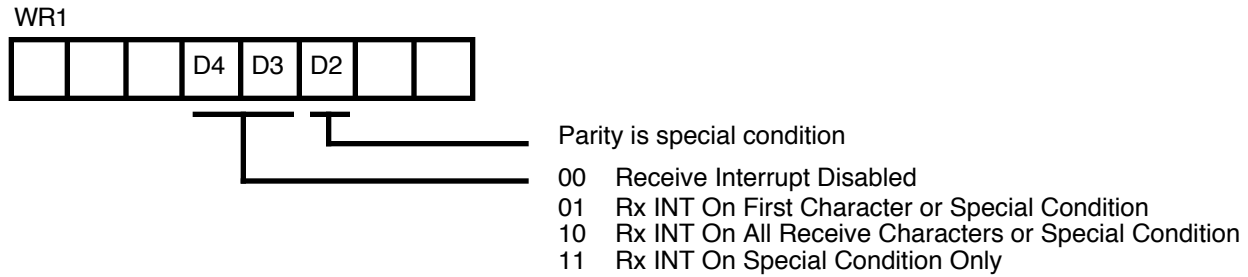 WR1
D4 D3 D2
Parity is special condition
00 Receive Interrupt Disabled
01 Rx INT On First Character or Special Condition
10 Rx INT On All Receive Characters or Special Condition
11 Rx INT On Special Condition Only